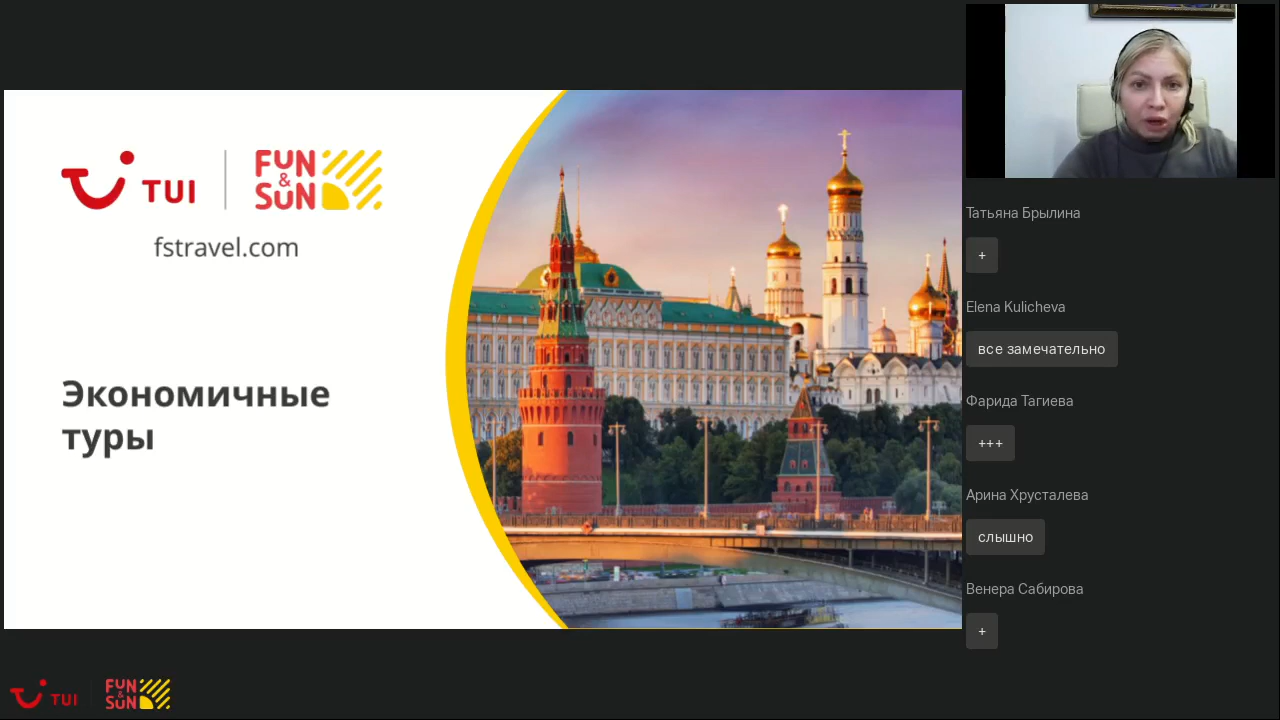 TUI
FUN
&
SUN
fstravel.com
Экономичные
туры
Татьяна Брылина
+
Elena Kulicheva
все замечательно
Фарида Тагиева
+++
Арина Хрусталева
слышно
Венера Сабирова
+
TUI
FUN
&
SUN